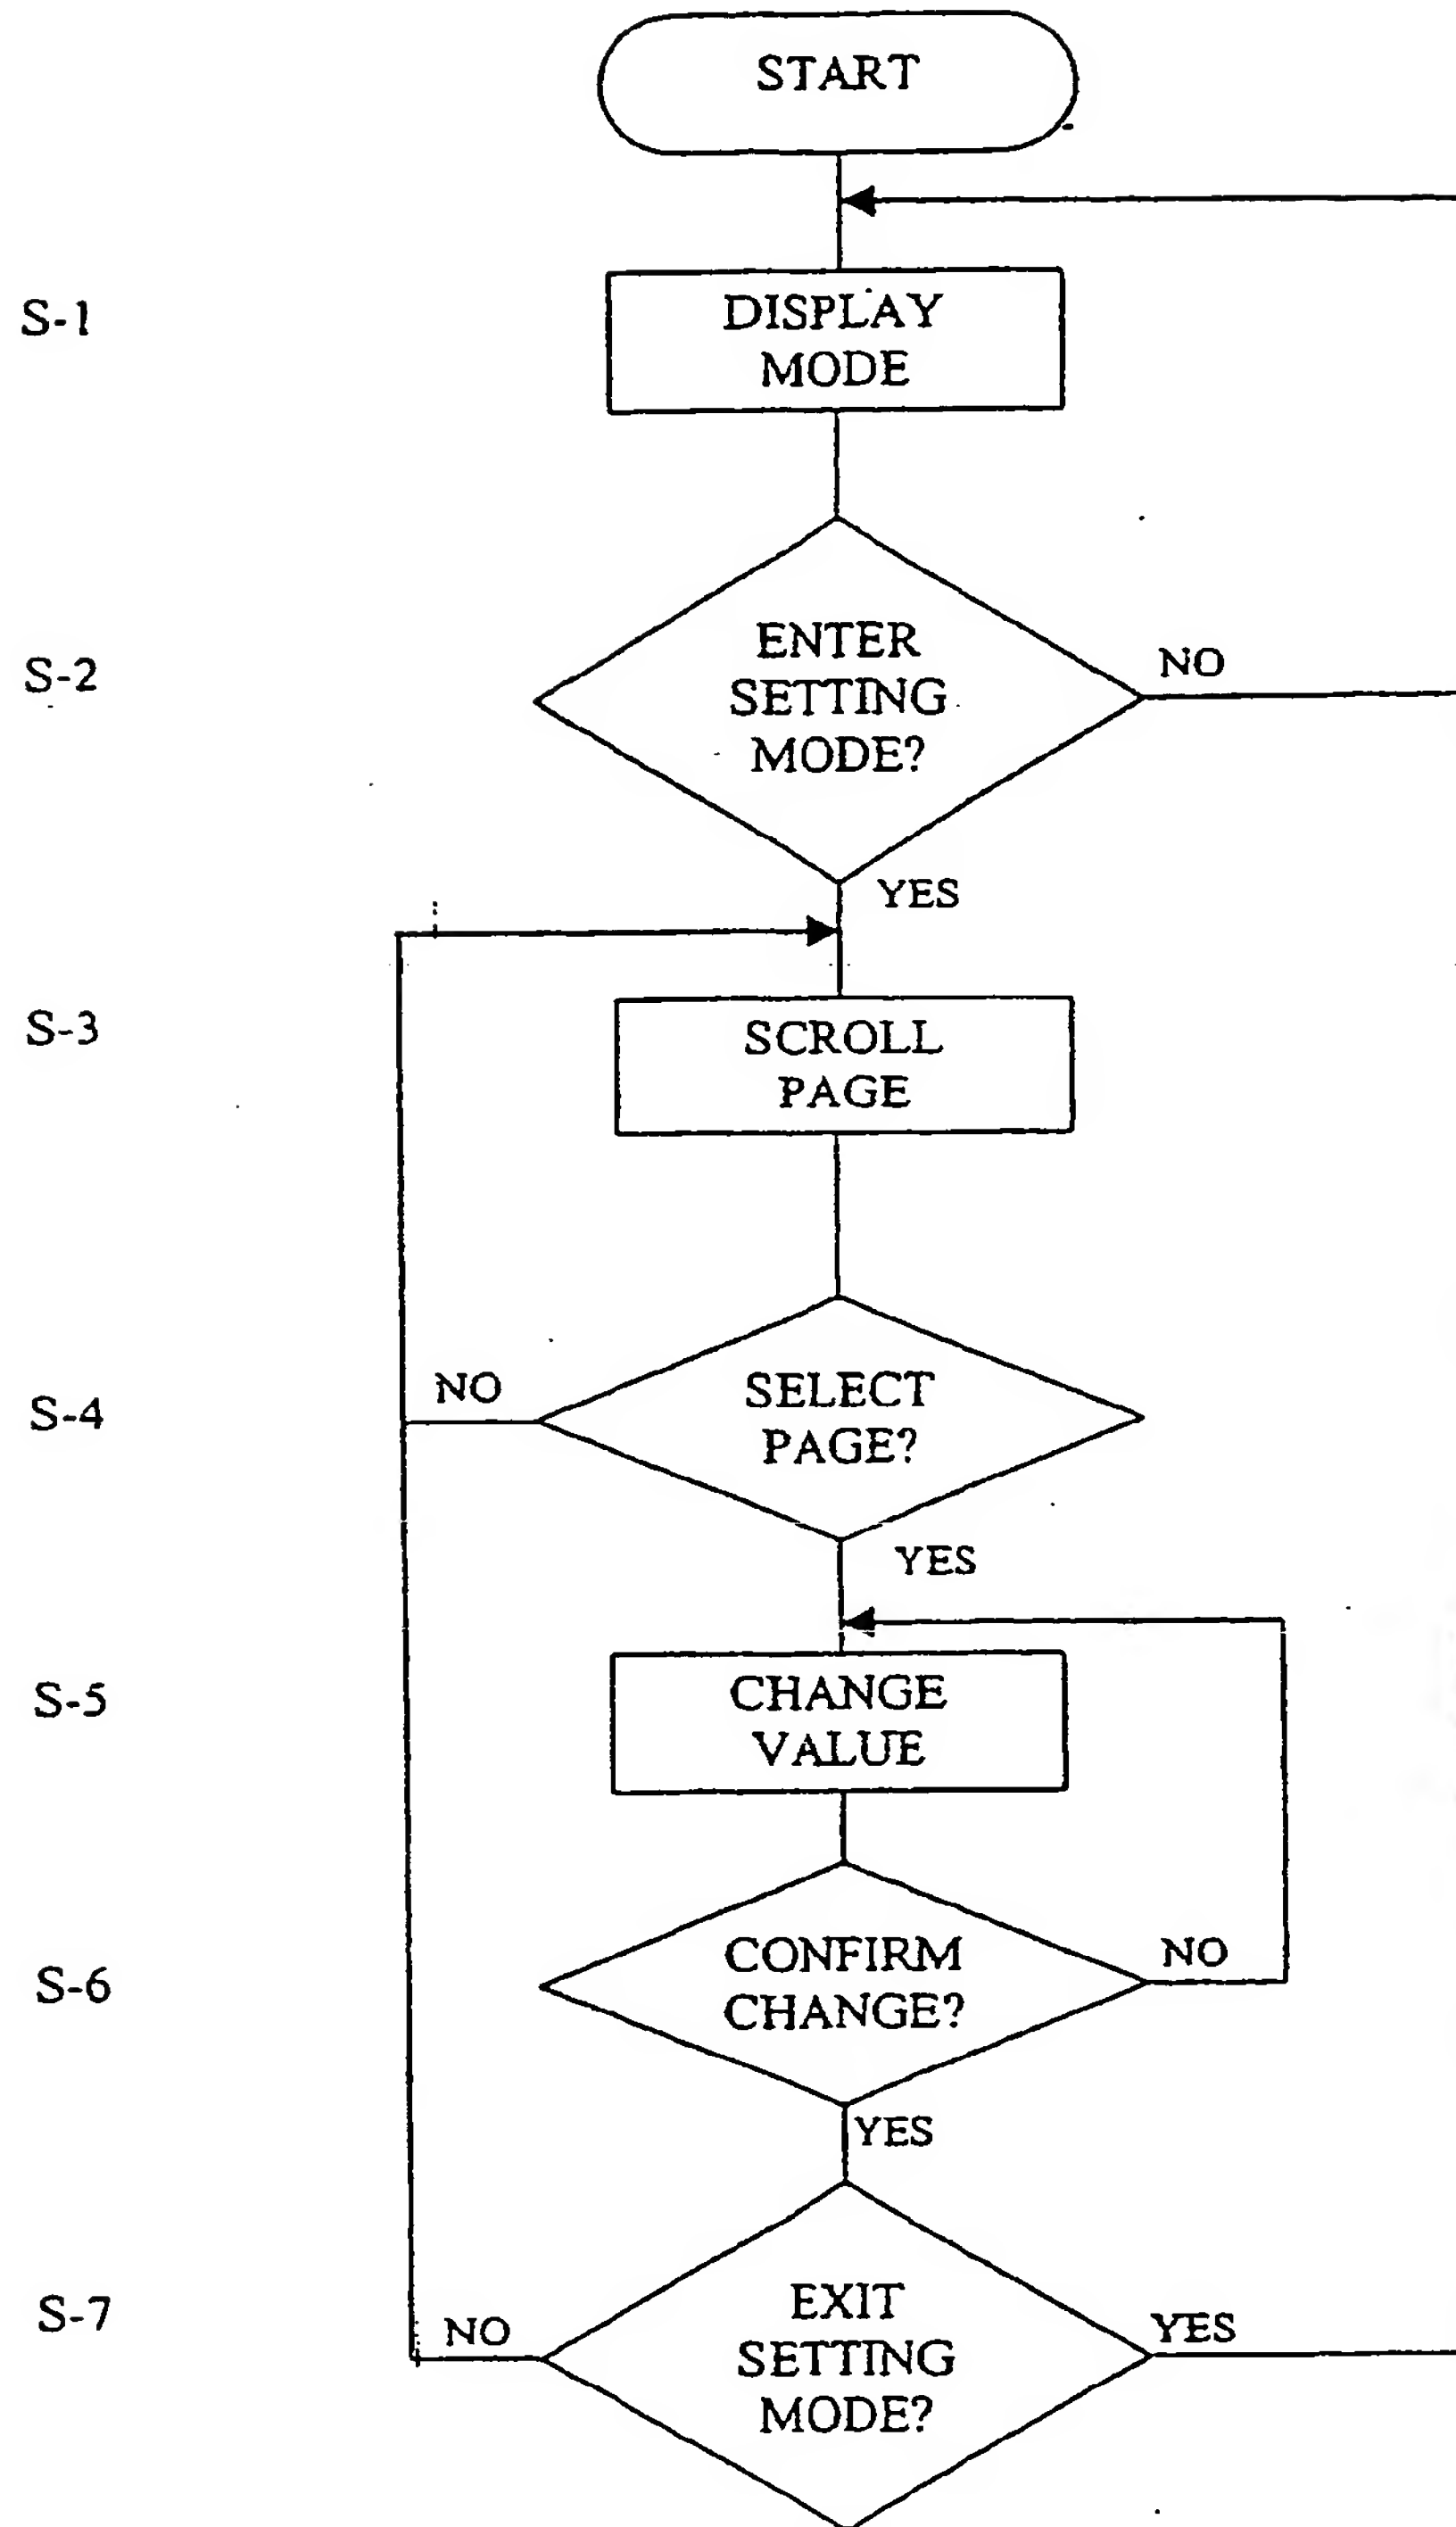 START
S-1
DISPLAY
MODE
S-2
ENTER
SETTING
MODE?
NO
YES
S-3
SCROLL
PAGE
S-4
NO
SELECT
PAGE?
YES
S-5
CHANGE
VALUE
S-6
CONFIRM
CHANGE?
NO
YES
S-7
NO
EXIT
SETTING
MODE?
YES